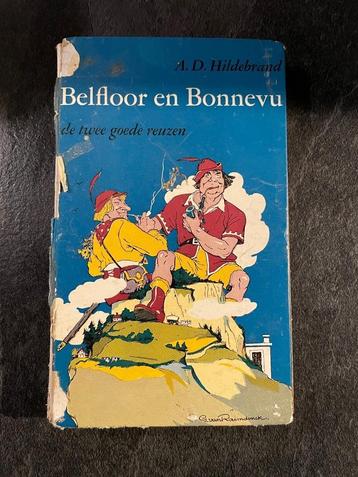 A. D. Hildebrand
Belfloor en Bonnevu
de twee goede reuzen